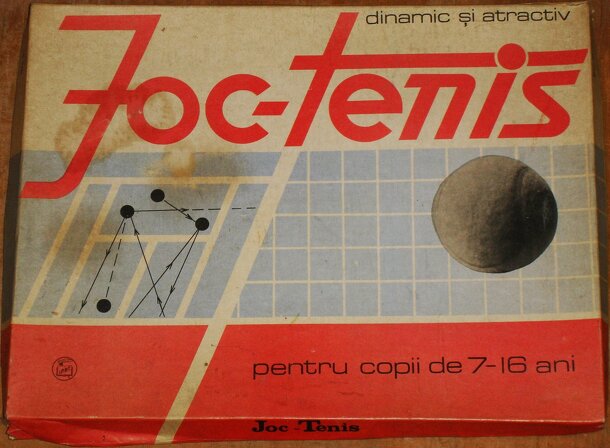 dinamic și atractiv
Joc-tenis
pentru copii de 7-16 ani
Joc-Tenis